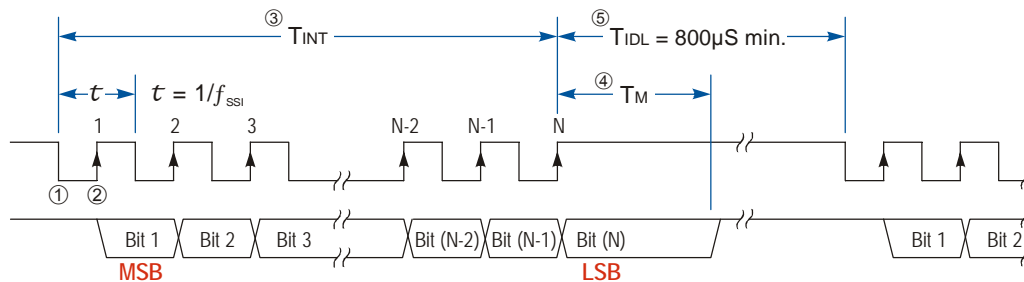 ③ TINT
⑤ TIDL = 800µS min.
t t = 1/fSSI
④ TM
1 2 3 N-2 N-1 N
① ②
Bit 1 Bit 2 Bit 3 Bit (N-2) Bit (N-1) Bit (N) Bit 1 Bit 2
MSB LSB